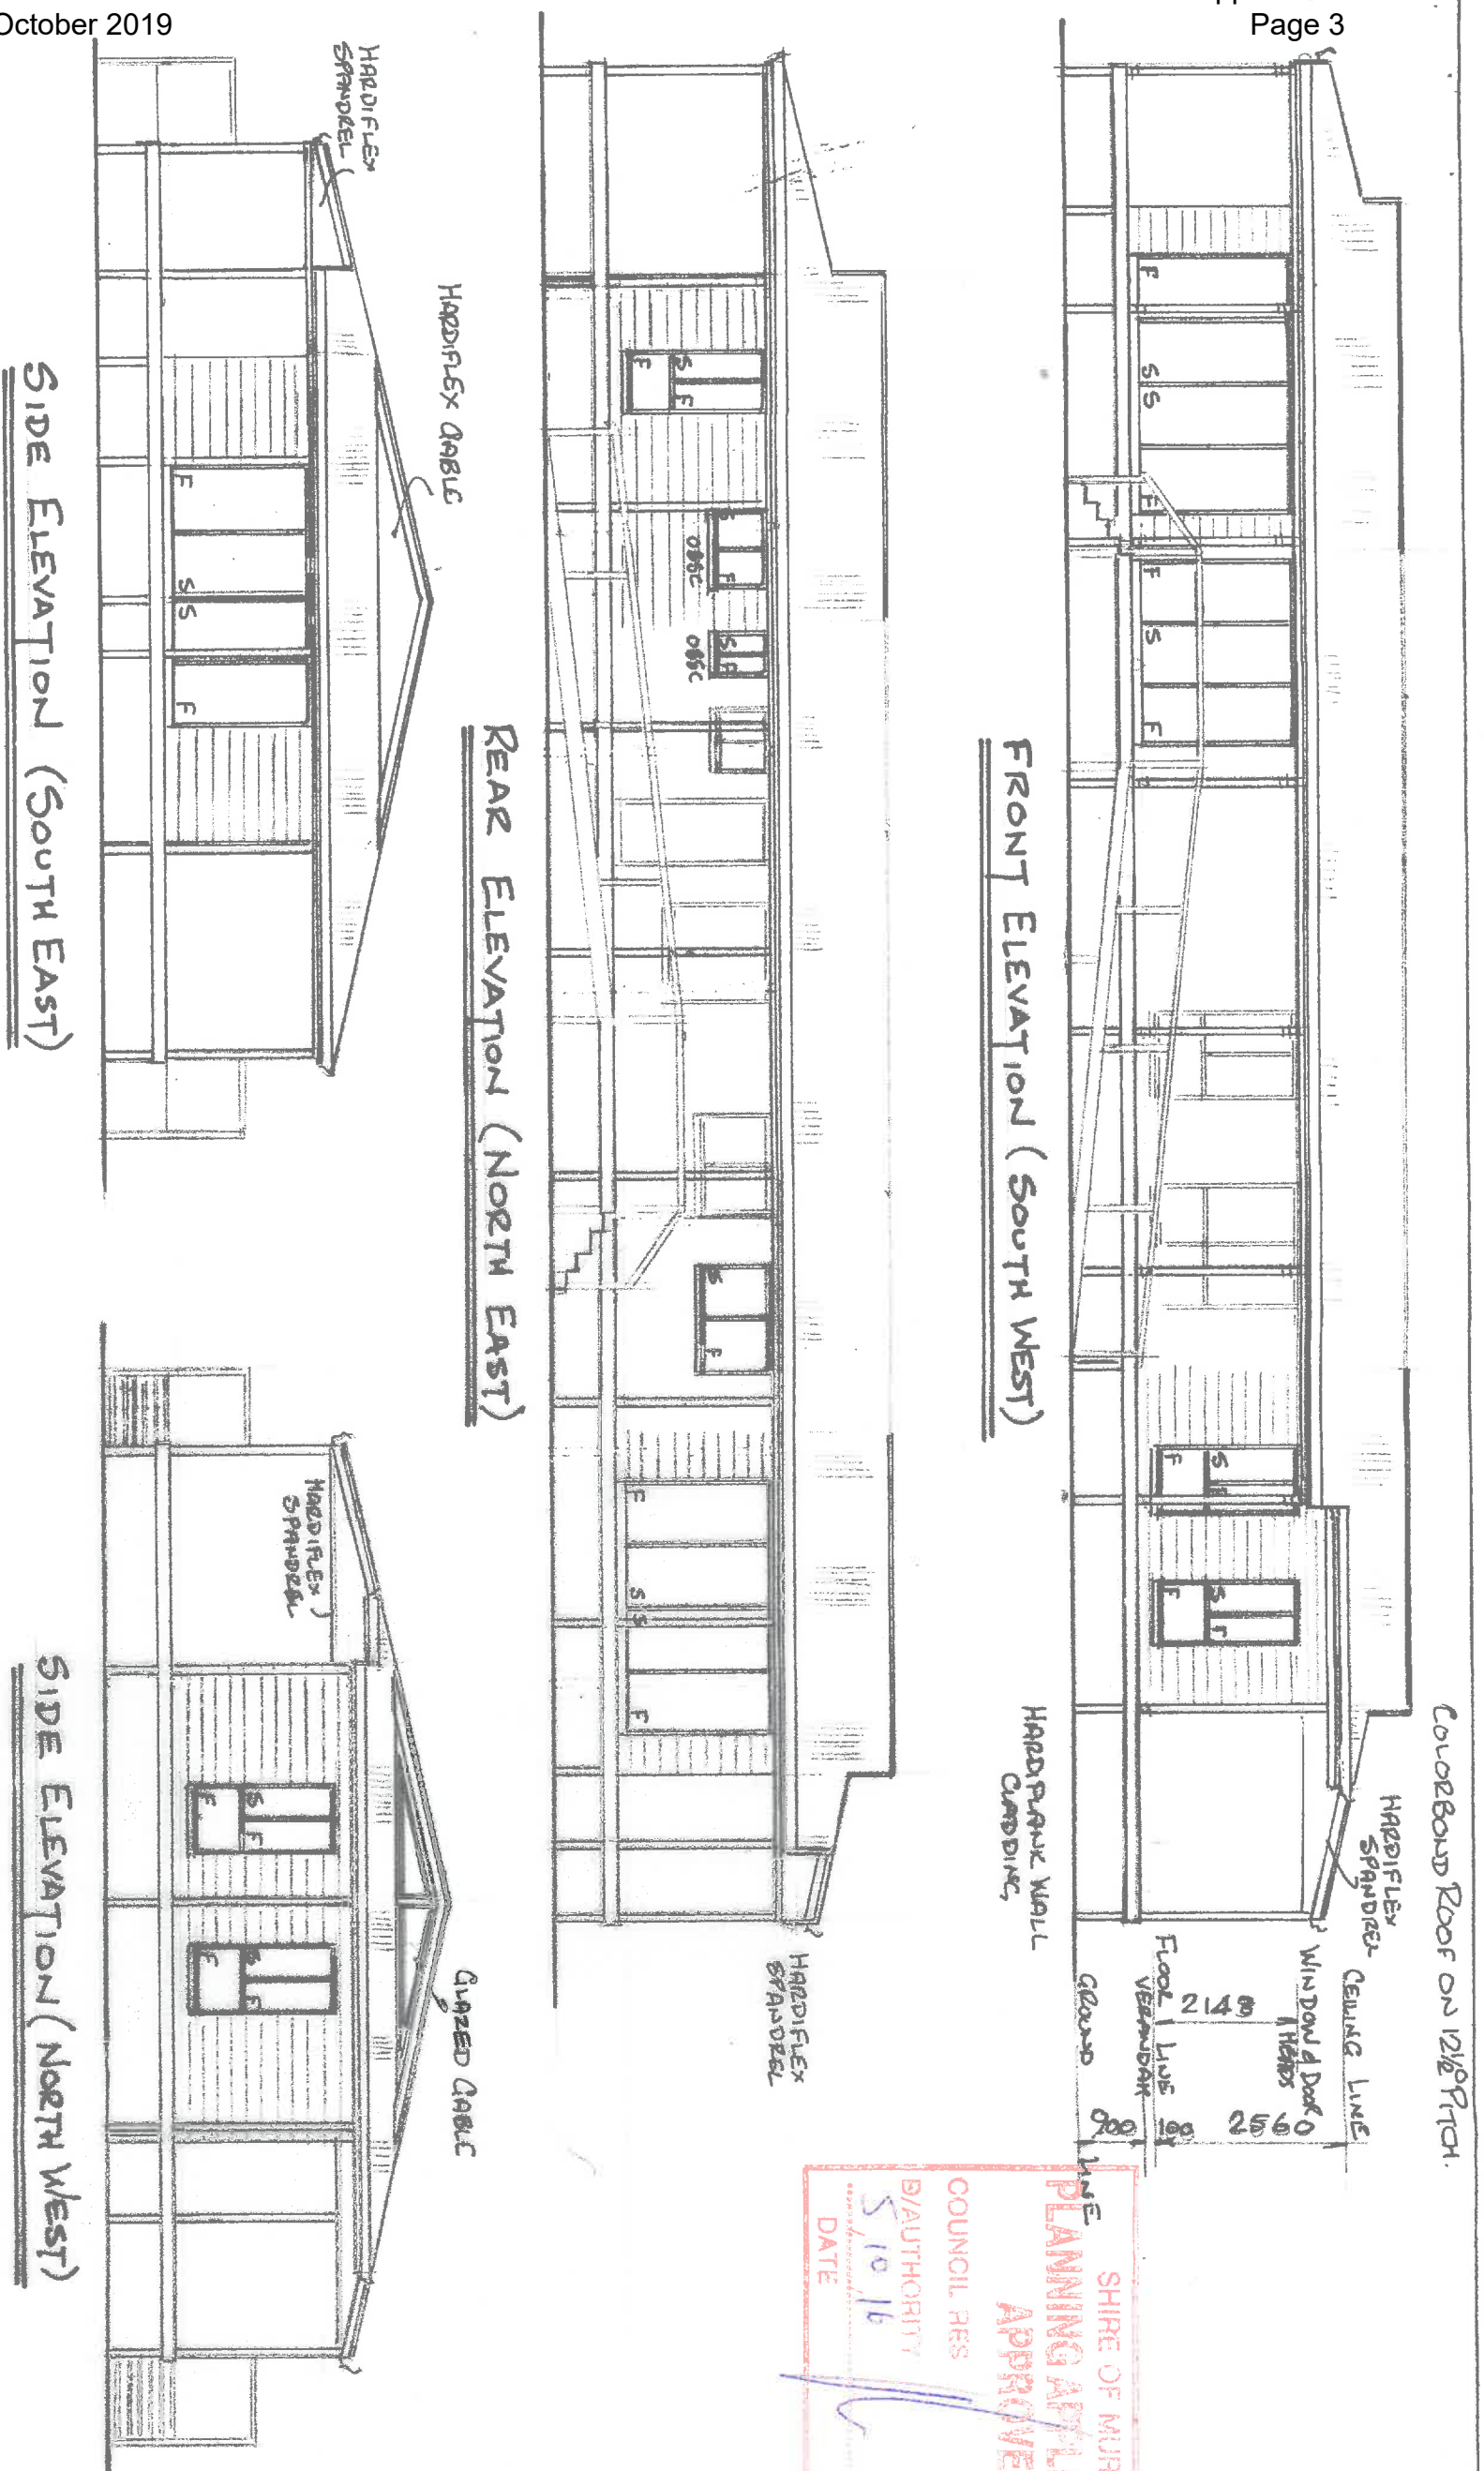 October 2019
Page 3
COLORBOND ROOF ON 12½° PITCH.
HARDIFLEX
SPANDREL
CEILING LINE
WINDOW & DOOR
HEADS
2143
2560
FLOOR LINE
VERANDAH
100
900
GROUND LINE
HARDIPLANK WALL
CLADDING,
F
S S
F
F
S
F
S
F
F
S
F
F
FRONT ELEVATION (SOUTH WEST)
HARDIFLEX
SPANDREL
S
F
F
S
F
OBSC
S F
OBSC
S
F
F
S S
F
REAR ELEVATION (NORTH EAST)
HARDIFLEX
SPANDREL
HARDIFLEX GABLE
F
S S
F
SIDE ELEVATION (SOUTH EAST)
HARDIFLEX
SPANDREL
GLAZED GABLE
S
F
F
S
F
F
SIDE ELEVATION (NORTH WEST)
SHIRE OF MUR
PLANNING APPL
APPROVE
COUNCIL RES
D/AUTHORITY
5 10 16
DATE